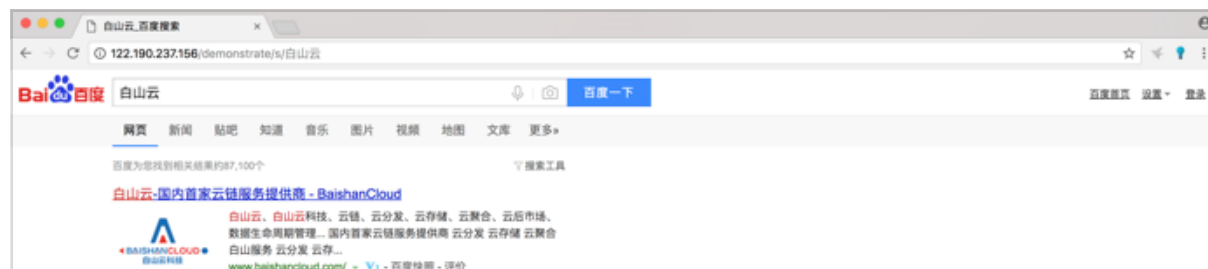 白山云_百度搜索
122.190.237.156/demonstrate/s/白山云
Bai du 百度 白山云 百度一下 百度首页 设置 登录
网页 新闻 贴吧 知道 音乐 图片 视频 地图 文库 更多»
百度为您找到相关结果约87,100个 搜索工具
白山云-国内首家云链服务提供商 - BaishanCloud
白山云、白山云科技、云链、云分发、云存储、云聚合、云后市场、
数据生命周期管理... 国内首家云链服务提供商 云分发 云存储 云聚合
白山服务 云分发 云存...
BAISHANCLOUD
白山云科技
www.baishancloud.com/ - V1 - 百度快照 - 评价